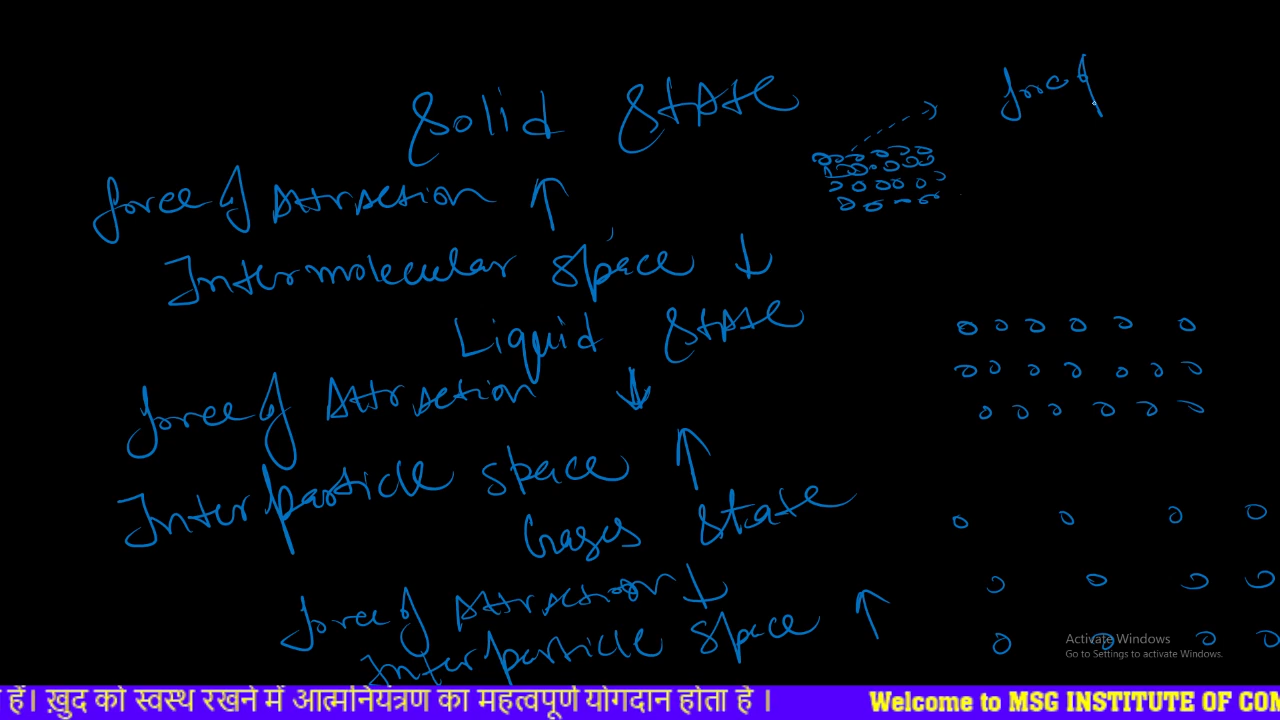 Solid State
force of
force of Attraction ↑
Intermolecular space ↓
Liquid State
force of Attraction ↓
Interparticle space ↑
Gases State
force of Attraction ↓
Interparticle space ↑
Activate Windows
Go to Settings to activate Windows.
हैं। ख़ुद को स्वस्थ रखने में आत्मनियंत्रण का महत्वपूर्ण योगदान होता है । Welcome to MSG INSTITUTE OF COM